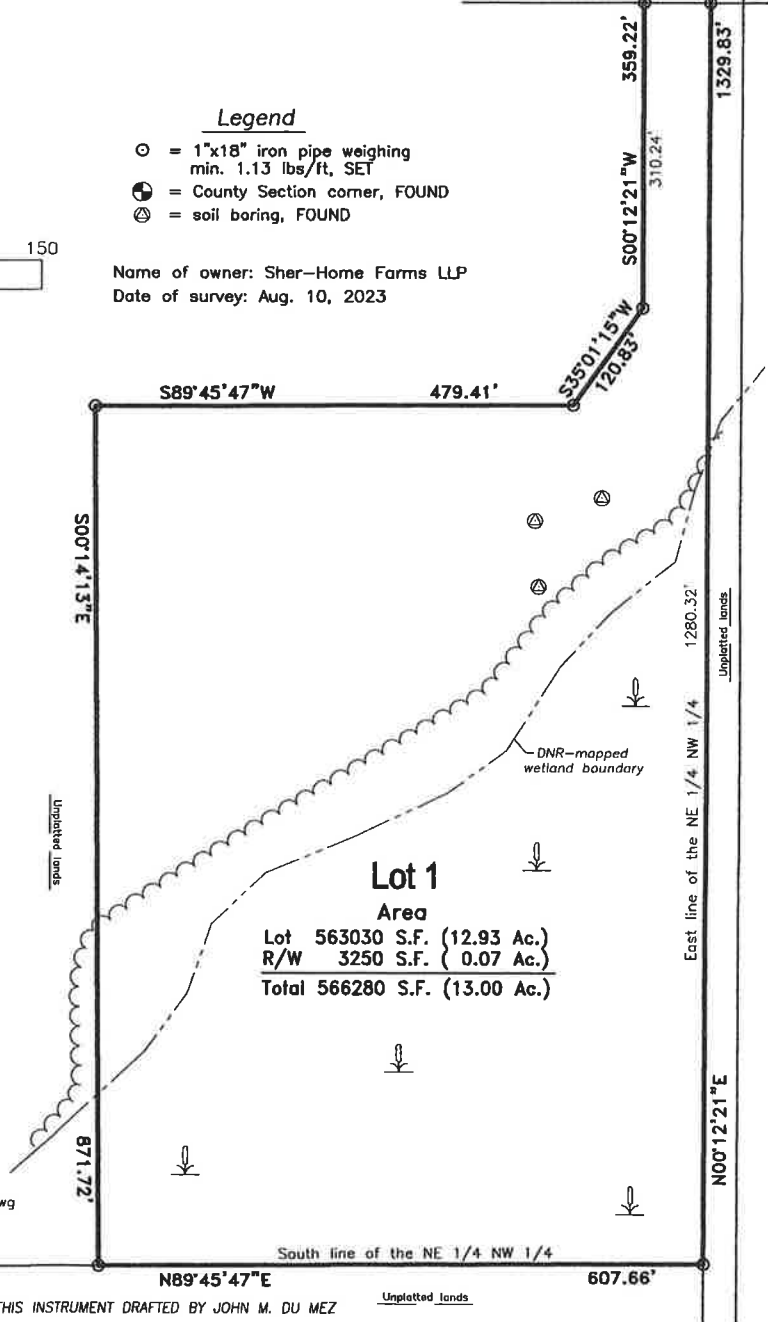 359.22'
1329.83'
S00°12'21"W
310.24'
Legend
= 1"x18" iron pipe weighing
min. 1.13 lbs/ft, SET
= County Section corner, FOUND
= soil boring, FOUND
150
Name of owner: Sher-Home Farms LLP
Date of survey: Aug. 10, 2023
S35°01'15"W
120.83'
S89°45'47"W 479.41'
S00°14'13"E
1280.32'
Unplatted lands
DNR-mapped
wetland boundary
East line of the NE 1/4 NW 1/4
Unplatted lands
Lot 1
Area
Lot 563030 S.F. (12.93 Ac.)
R/W 3250 S.F. ( 0.07 Ac.)
Total 566280 S.F. (13.00 Ac.)
N00°12'21"E
871.72'
wg
South line of the NE 1/4 NW 1/4
N89°45'47"E 607.66'
Unplatted lands
THIS INSTRUMENT DRAFTED BY JOHN M. DU MEZ